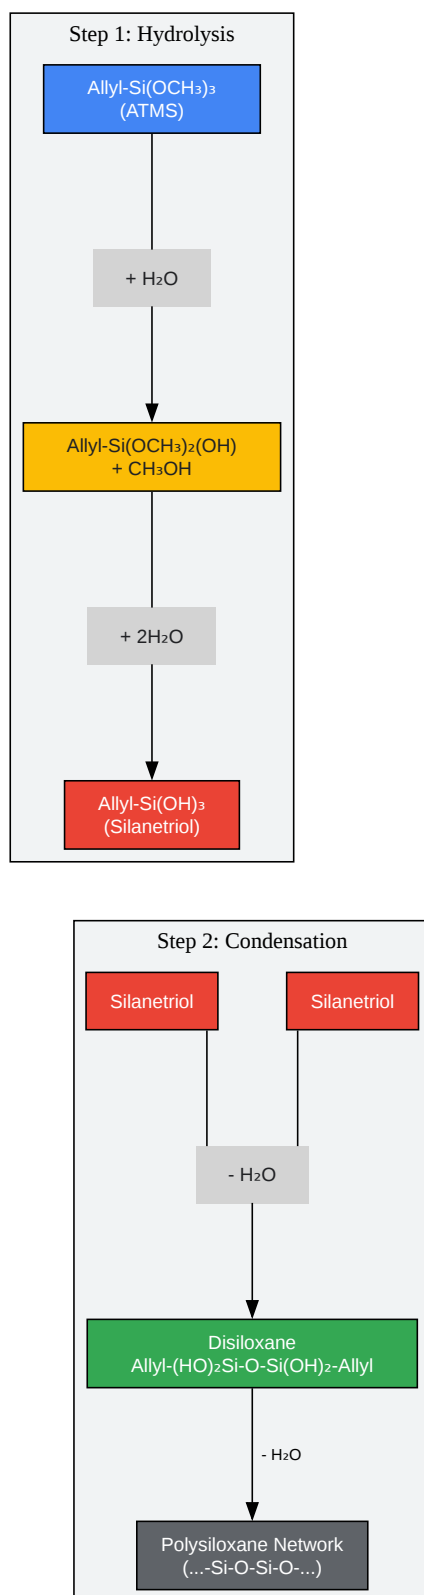 Step 1: Hydrolysis
Allyl-Si(OCH₃)₃
(ATMS)
+ H₂O
Allyl-Si(OCH₃)₂(OH)
+ CH₃OH
+ 2H₂O
Allyl-Si(OH)₃
(Silanetriol)
Step 2: Condensation
Silanetriol
Silanetriol
- H₂O
Disiloxane
Allyl-(HO)₂Si-O-Si(OH)₂-Allyl
- H₂O
Polysiloxane Network
(...-Si-O-Si-O-...)